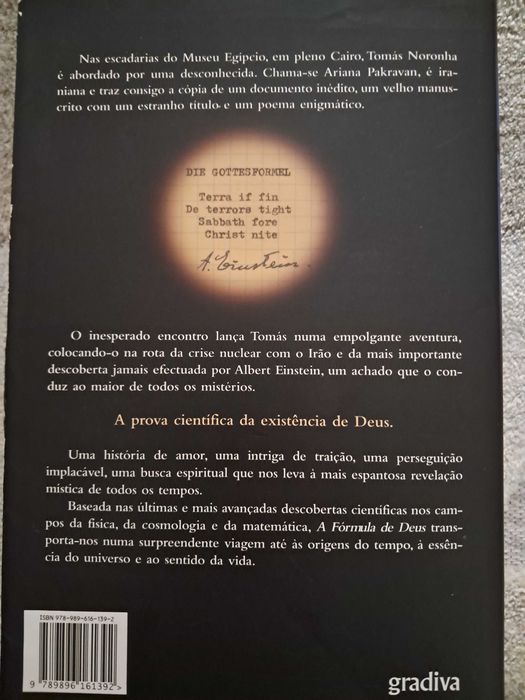 Nas escadarias do Museu Egípcio, em pleno Cairo, Tomás Noronha
é abordado por uma desconhecida. Chama-se Ariana Pakravan, é ira-
niana e traz consigo a cópia de um documento inédito, um velho manus-
crito com um estranho título e um poema enigmático.
DIE GOTTESFORMEL
Terra if fin
De terrors tight
Sabbath fore
Christ nite
A. Einstein.
O inesperado encontro lança Tomás numa empolgante aventura,
colocando-o na rota da crise nuclear com o Irão e da mais importante
descoberta jamais efectuada por Albert Einstein, um achado que o con-
duz ao maior de todos os mistérios.
A prova científica da existência de Deus.
Uma história de amor, uma intriga de traição, uma perseguição
implacável, uma busca espiritual que nos leva à mais espantosa revelação
mística de todos os tempos.
Baseada nas últimas e mais avançadas descobertas científicas nos cam-
pos da física, da cosmologia e da matemática, A Fórmula de Deus trans-
porta-nos numa surpreendente viagem até às origens do tempo, à essên-
cia do universo e ao sentido da vida.
ISBN 978-989-616-139-2
9 789896 161392>
gradiva